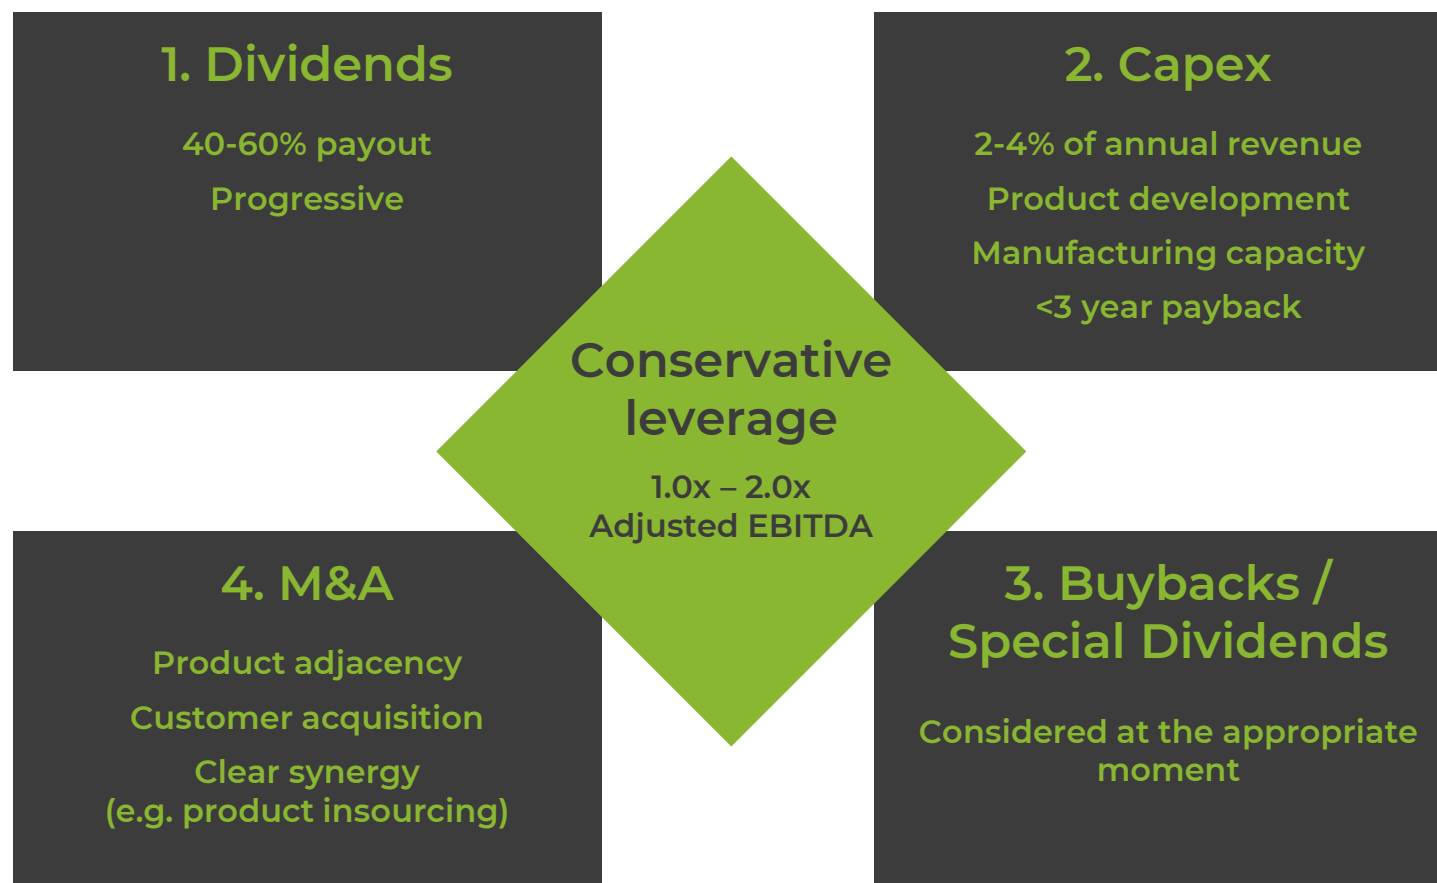 1. Dividends
40-60% payout
Progressive
2. Capex
2-4% of annual revenue
Product development
Manufacturing capacity
<3 year payback
Conservative
leverage
1.0x – 2.0x
Adjusted EBITDA
4. M&A
Product adjacency
Customer acquisition
Clear synergy
(e.g. product insourcing)
3. Buybacks /
Special Dividends
Considered at the appropriate
moment